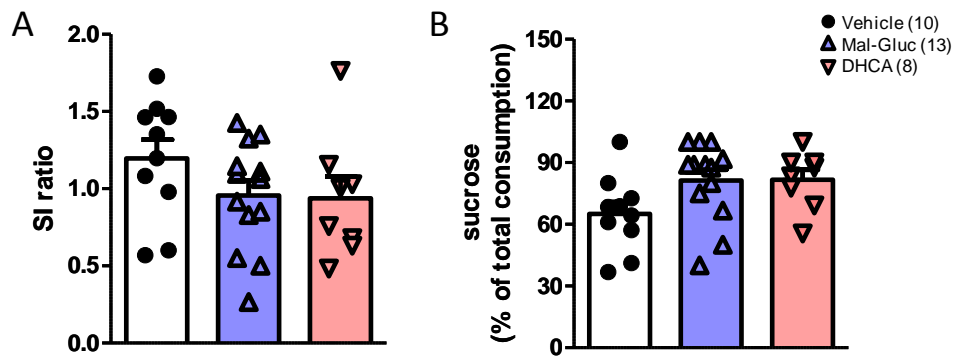 A
SI ratio
2.0
1.5
1.0
0.5
0.0
B
sucrose
(% of total consumption)
150
120
90
60
30
0
Vehicle (10)
Mal-Gluc (13)
DHCA (8)